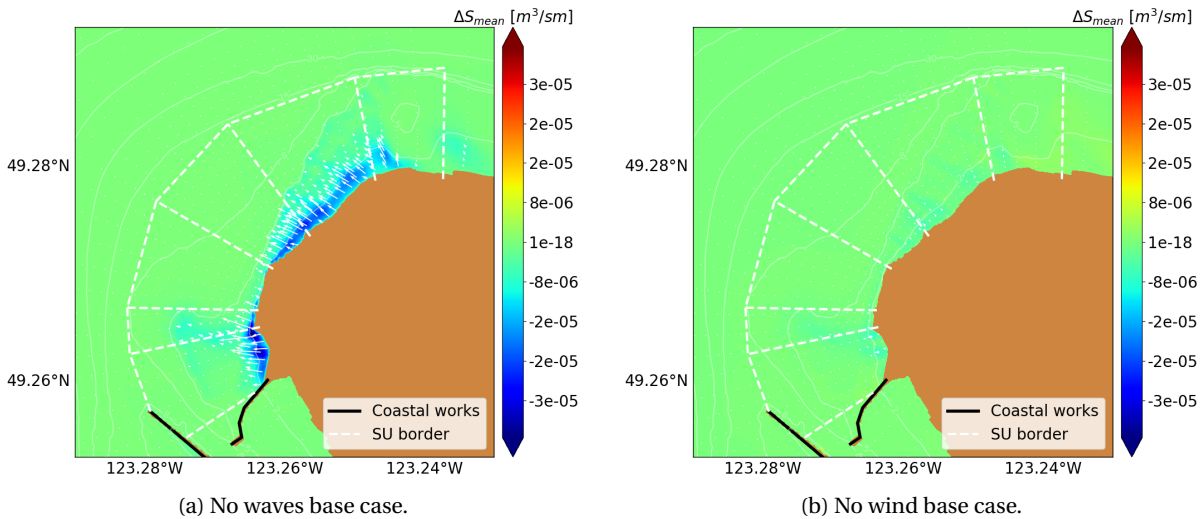 ΔS_mean [m³/sm]
3e-05
2e-05
2e-05
8e-06
1e-18
-8e-06
-2e-05
-2e-05
-3e-05
49.28°N
49.26°N
123.28°W
123.26°W
123.24°W
Coastal works
SU border
(a) No waves base case.
ΔS_mean [m³/sm]
3e-05
2e-05
2e-05
8e-06
1e-18
-8e-06
-2e-05
-2e-05
-3e-05
49.28°N
49.26°N
123.28°W
123.26°W
123.24°W
Coastal works
SU border
(b) No wind base case.